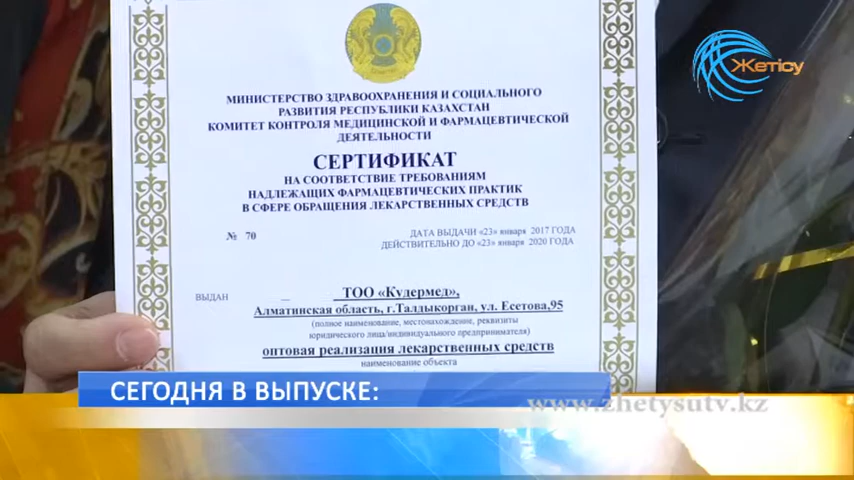 Жетісу
МИНИСТЕРСТВО ЗДРАВООХРАНЕНИЯ И СОЦИАЛЬНОГО
РАЗВИТИЯ РЕСПУБЛИКИ КАЗАХСТАН
КОМИТЕТ КОНТРОЛЯ МЕДИЦИНСКОЙ И ФАРМАЦЕВТИЧЕСКОЙ
ДЕЯТЕЛЬНОСТИ
СЕРТИФИКАТ
НА СООТВЕТСТВИЕ ТРЕБОВАНИЯМ
НАДЛЕЖАЩИХ ФАРМАЦЕВТИЧЕСКИХ ПРАКТИК
В СФЕРЕ ОБРАЩЕНИЯ ЛЕКАРСТВЕННЫХ СРЕДСТВ
№ 70
ДАТА ВЫДАЧИ «23» января 2017 ГОДА
ДЕЙСТВИТЕЛЬНО ДО «23» января 2020 ГОДА
ВЫДАН ТОО «Кудермед»,
Алматинская область, г.Талдыкорган, ул. Есетова,95
(полное наименование, местонахождение, реквизиты
юридического лица/индивидуального предпринимателя)
оптовая реализация лекарственных средств
наименование объекта
СЕГОДНЯ В ВЫПУСКЕ:
www.zhetysutv.kz